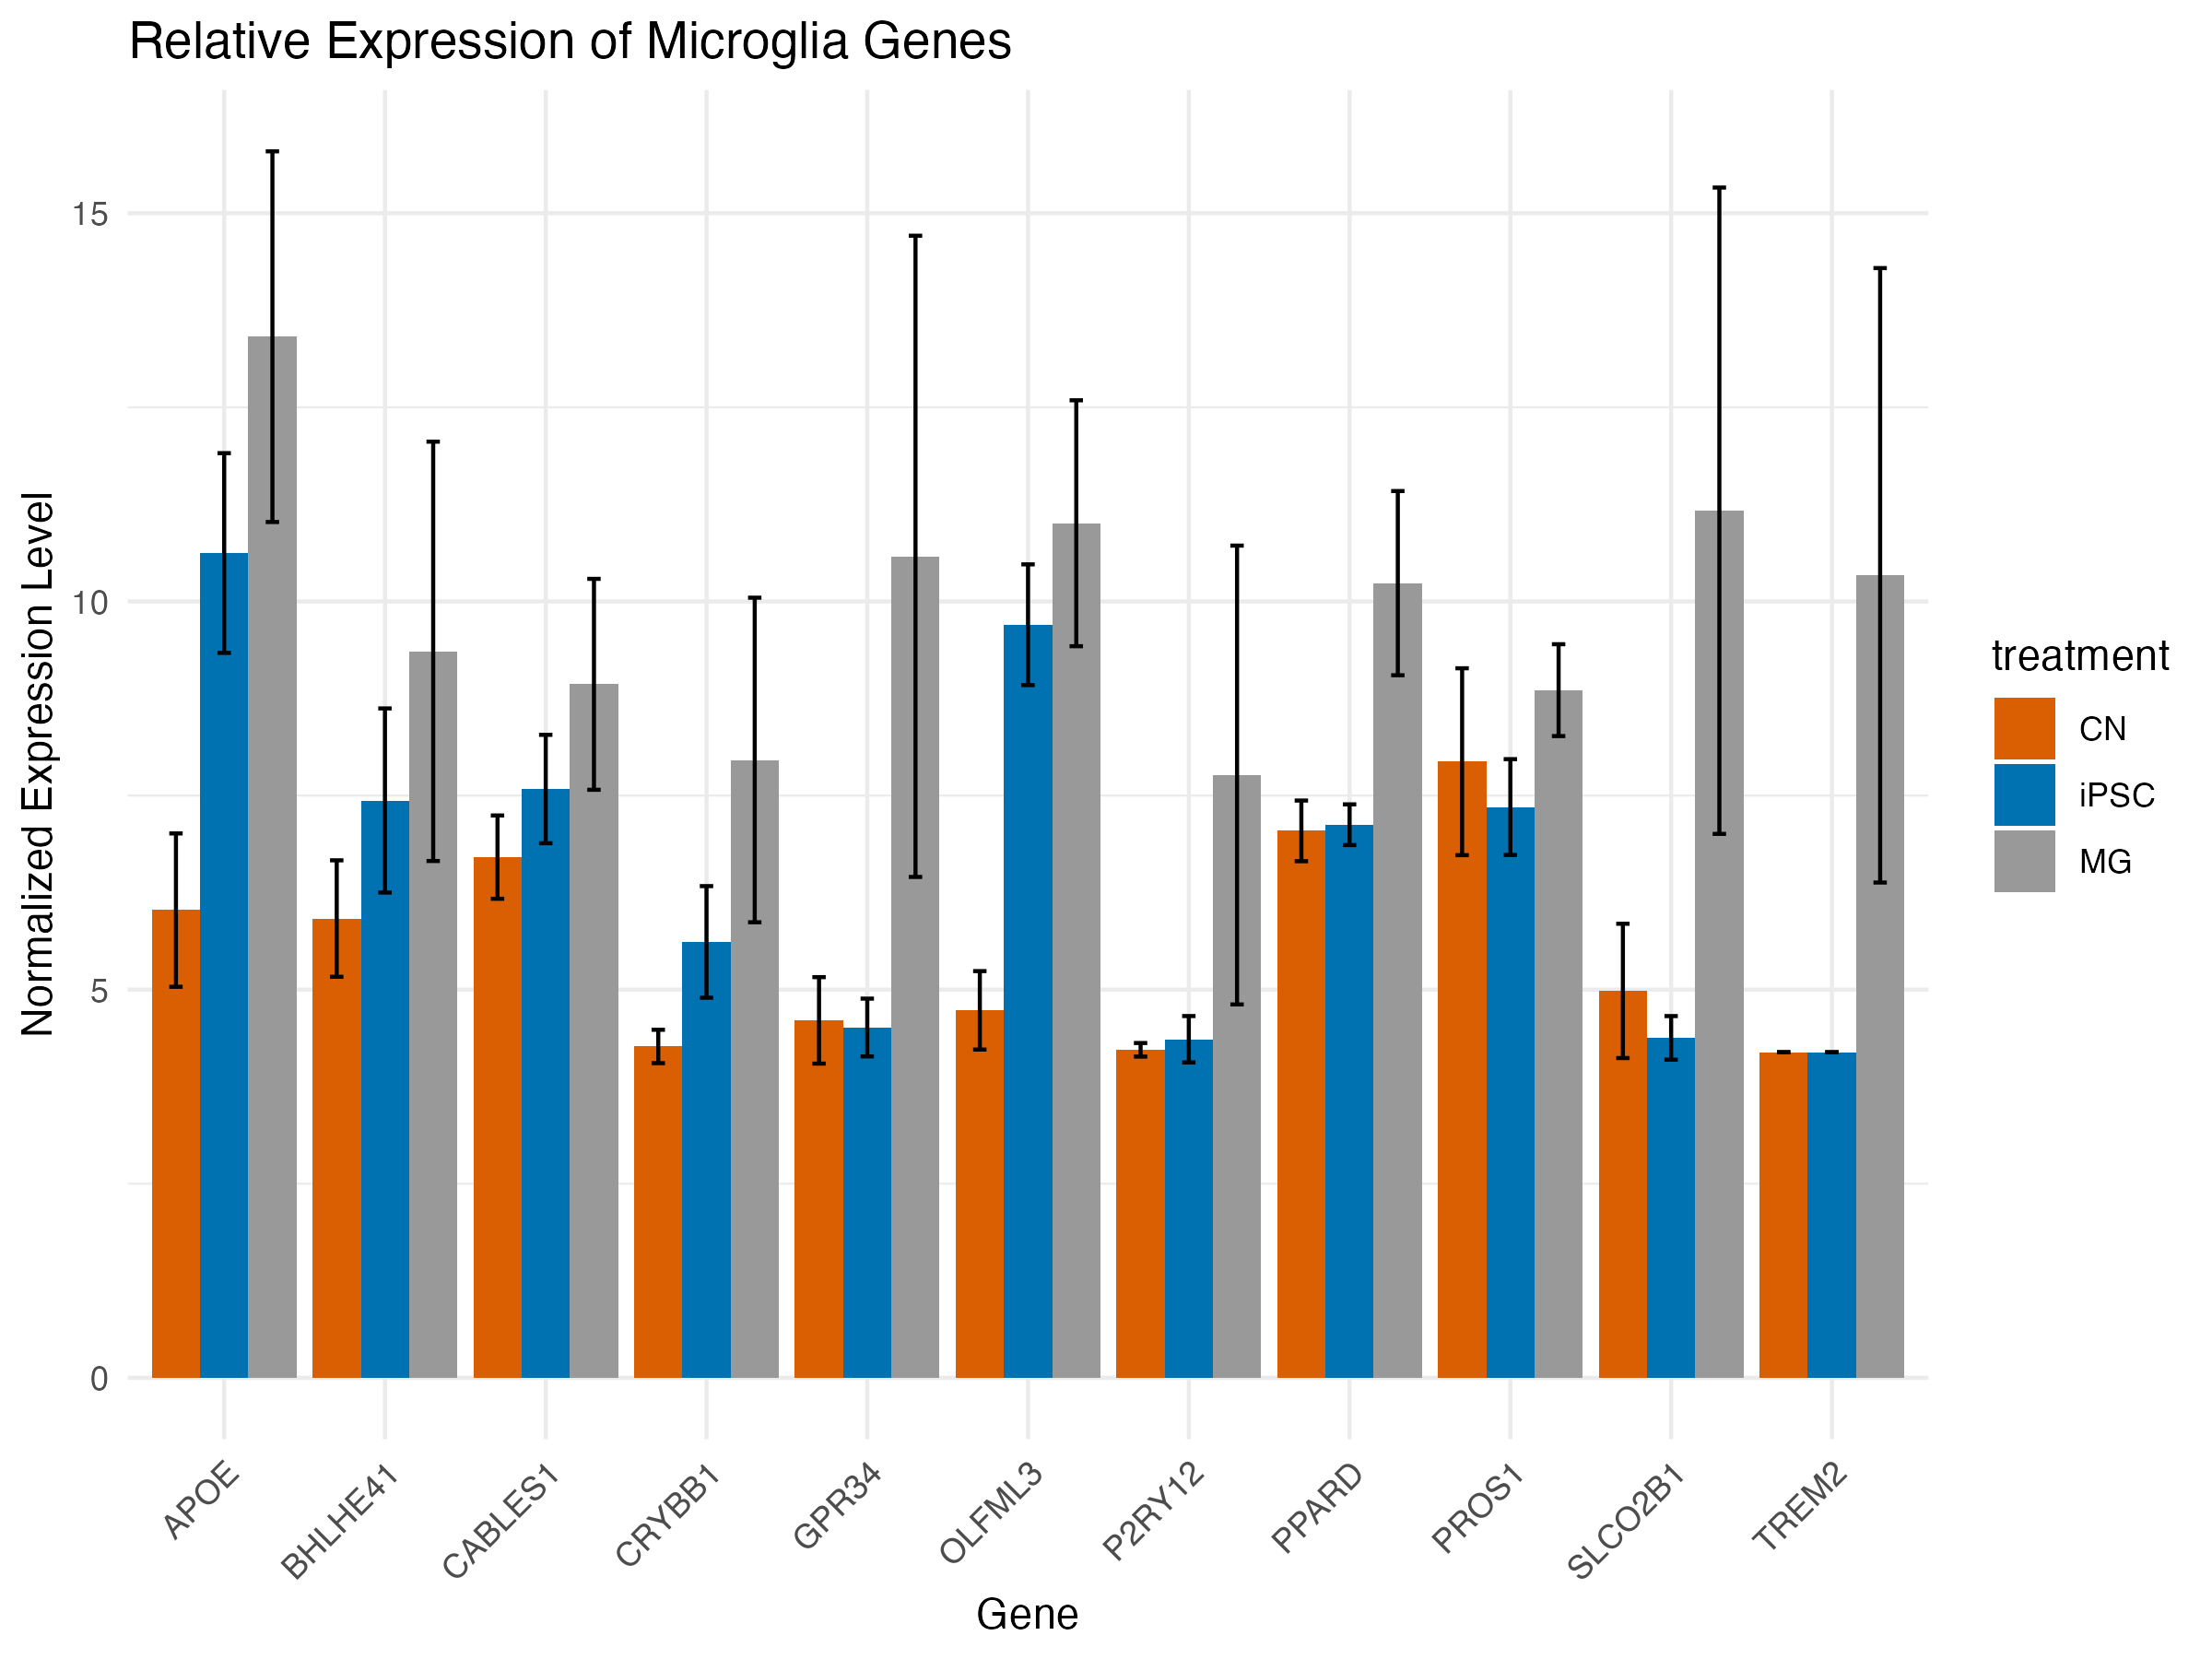 Relative Expression of Microglia Genes
Normalized Expression Level
15
10
5
0
APOE
BHLHE41
CABLES1
CRYBB1
GPR34
OLFML3
P2RY12
PPARD
PROS1
SLCO2B1
TREM2
Gene
treatment
CN
iPSC
MG